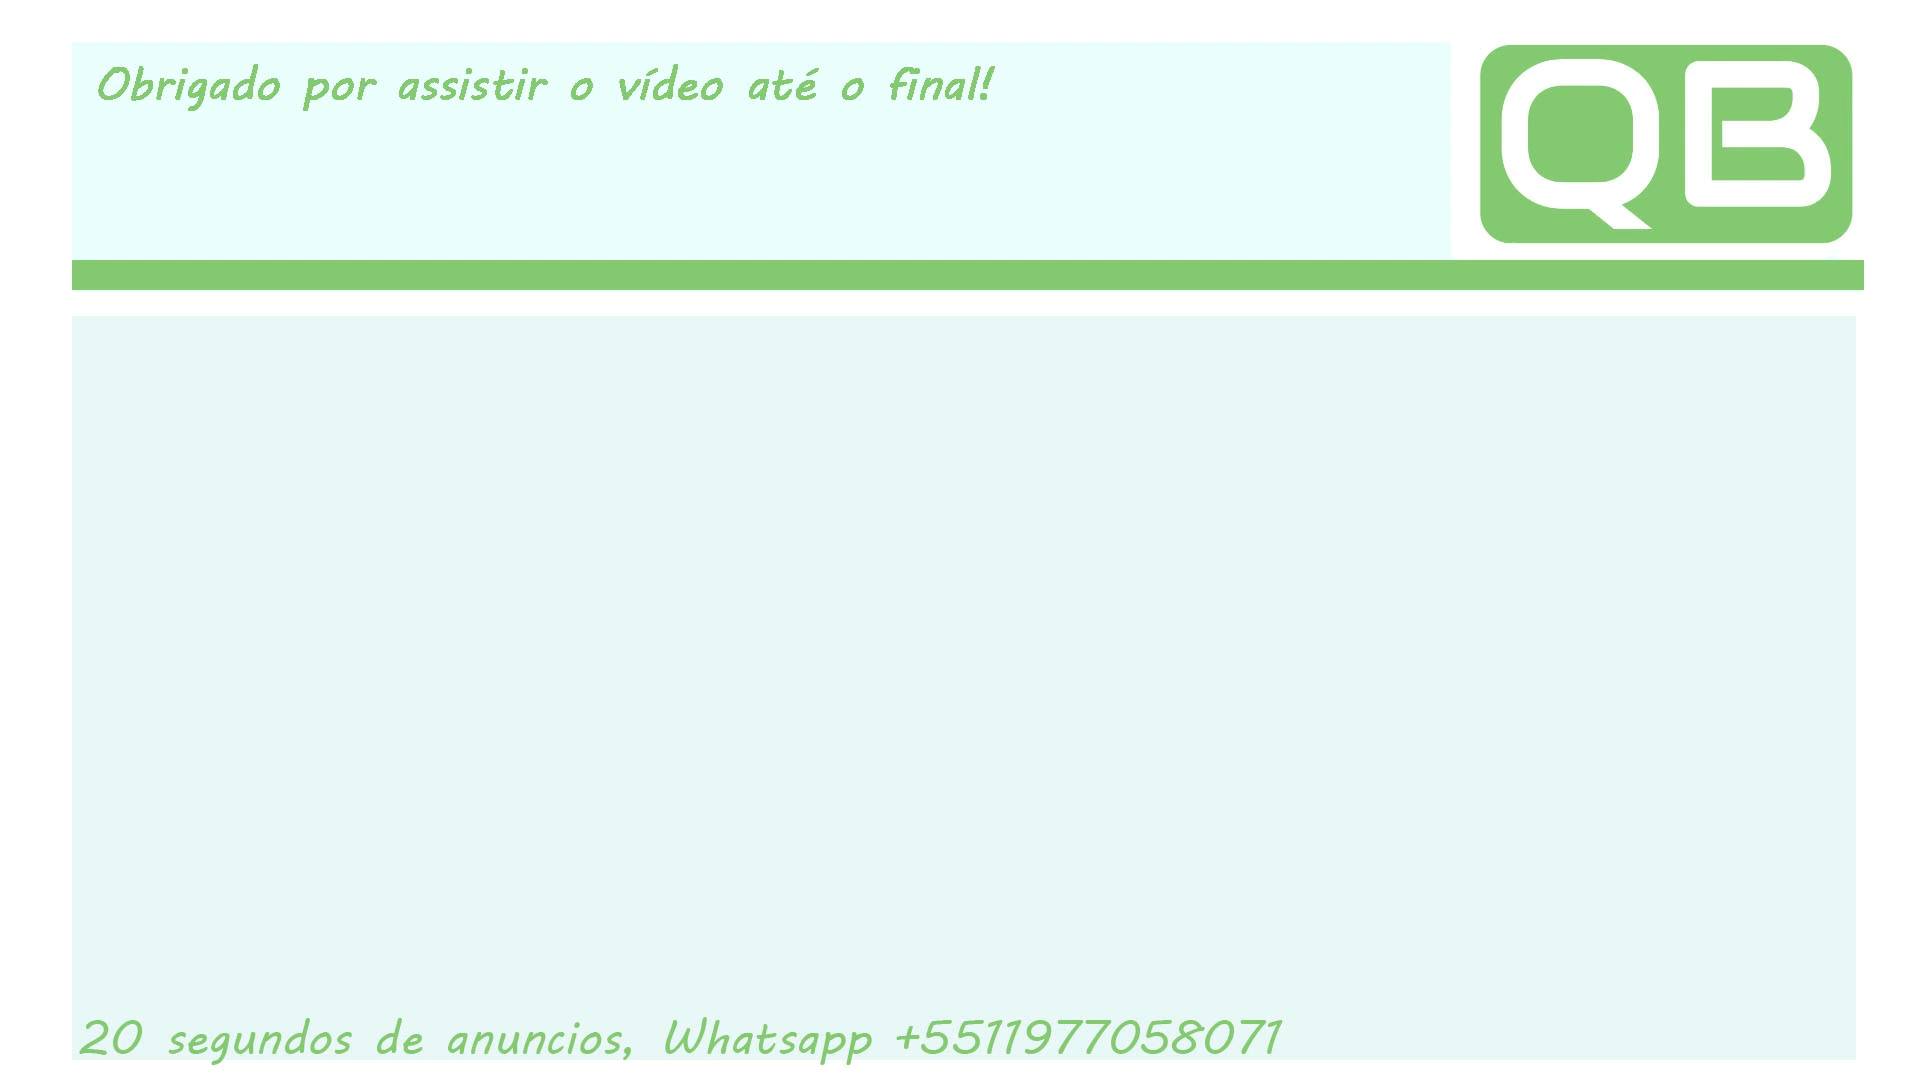 Obrigado por assistir o vídeo até o final!
QB
20 segundos de anuncios, Whatsapp +5511977058071